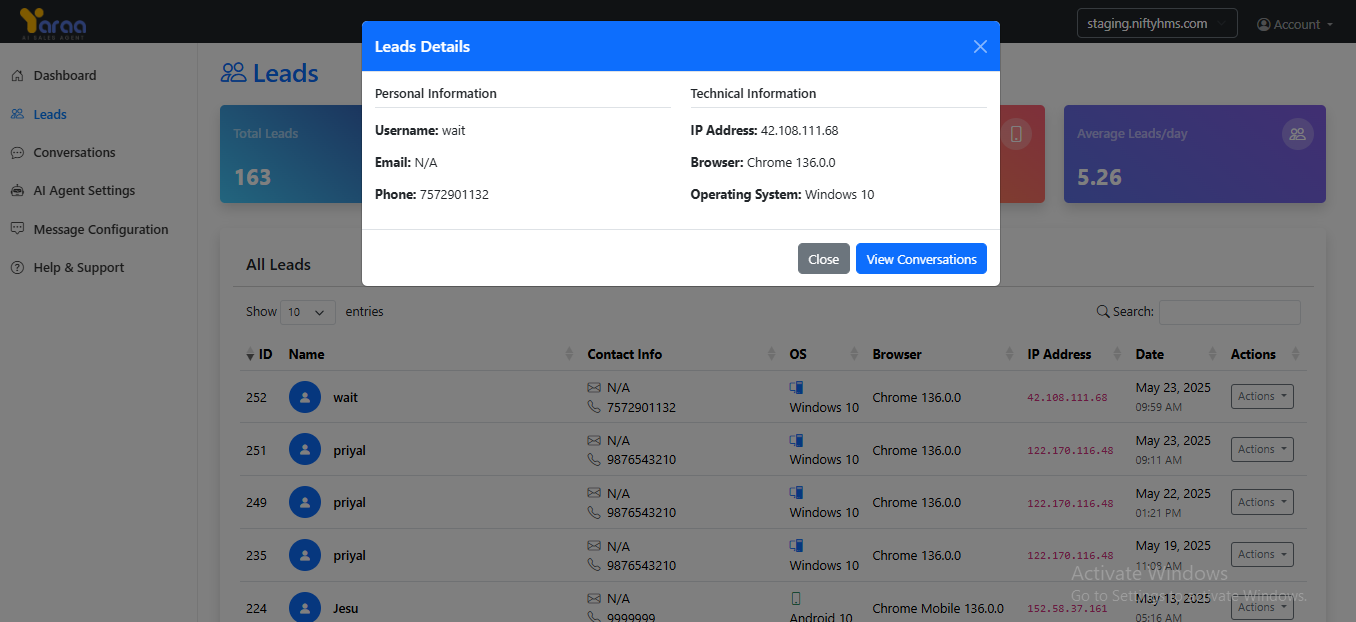 Yaraa
AI SALES AGENT
staging.niftyhms.com
Account
Dashboard
Leads
Conversations
AI Agent Settings
Message Configuration
Help & Support
Leads
Total Leads
163
Average Leads/day
5.26
Leads Details
Personal Information
Username: wait
Email: N/A
Phone: 7572901132
Technical Information
IP Address: 42.108.111.68
Browser: Chrome 136.0.0
Operating System: Windows 10
Close
View Conversations
All Leads
Show 10 entries
Search:
ID Name Contact Info OS Browser IP Address Date Actions
252 wait N/A 7572901132 Windows 10 Chrome 136.0.0 42.108.111.68 May 23, 2025 09:59 AM Actions
251 priyal N/A 9876543210 Windows 10 Chrome 136.0.0 122.170.116.48 May 23, 2025 09:11 AM Actions
249 priyal N/A 9876543210 Windows 10 Chrome 136.0.0 122.170.116.48 May 22, 2025 01:21 PM Actions
235 priyal N/A 9876543210 Windows 10 Chrome 136.0.0 122.170.116.48 May 19, 2025 11:08 AM Actions
224 Jesu N/A 9999999 Android 10 Chrome Mobile 136.0.0 152.58.37.161 May 13, 2025 05:16 AM Actions
Activate Windows
Go to Settings to activate Windows.